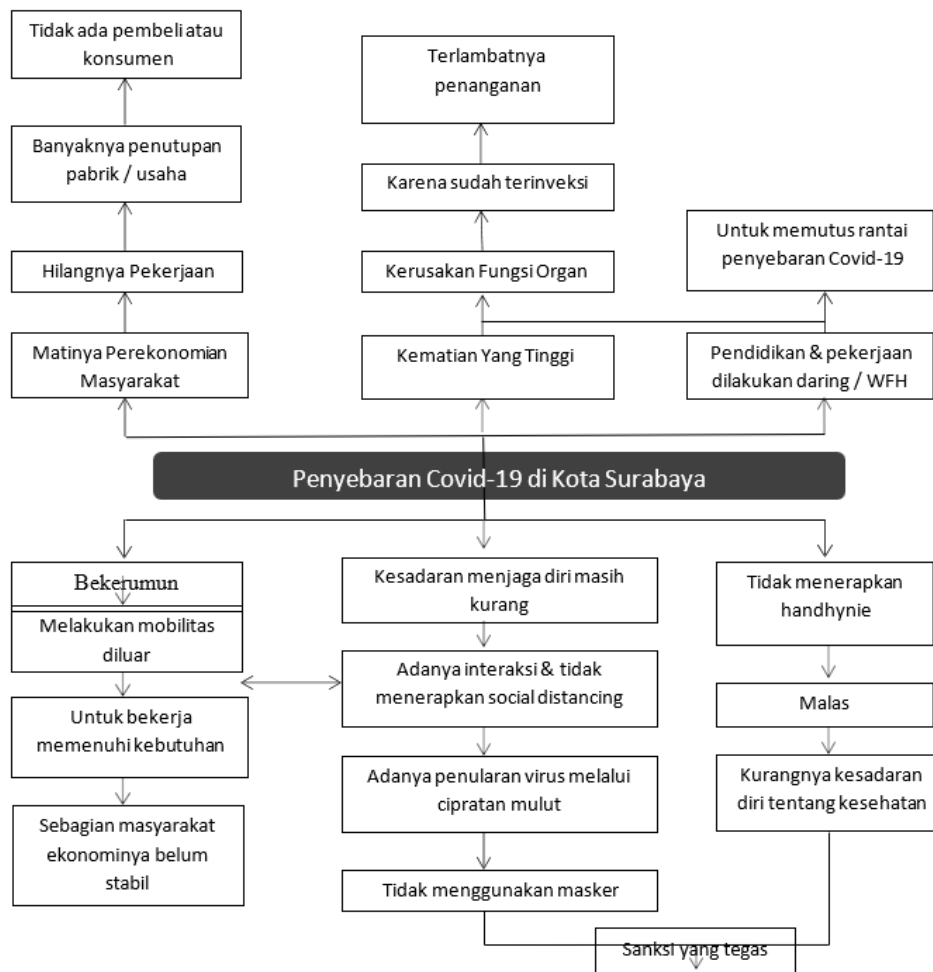 Tidak ada pembeli atau
konsumen
Terlambatnya
penanganan
Banyaknya penutupan
pabrik / usaha
Karena sudah terinveksi
Untuk memutus rantai
penyebaran Covid-19
Hilangnya Pekerjaan
Kerusakan Fungsi Organ
Matinya Perekonomian
Masyarakat
Kematian Yang Tinggi
Pendidikan & pekerjaan
dilakukan daring / WFH
Penyebaran Covid-19 di Kota Surabaya
Bekerumun
Kesadaran menjaga diri masih
kurang
Tidak menerapkan
handhynie
Melakukan mobilitas
diluar
Adanya interaksi & tidak
menerapkan social distancing
Malas
Untuk bekerja
memenuhi kebutuhan
Adanya penularan virus melalui
cipratan mulut
Kurangnya kesadaran
diri tentang kesehatan
Sebagian masyarakat
ekonominya belum
stabil
Tidak menggunakan masker
Sanksi yang tegas